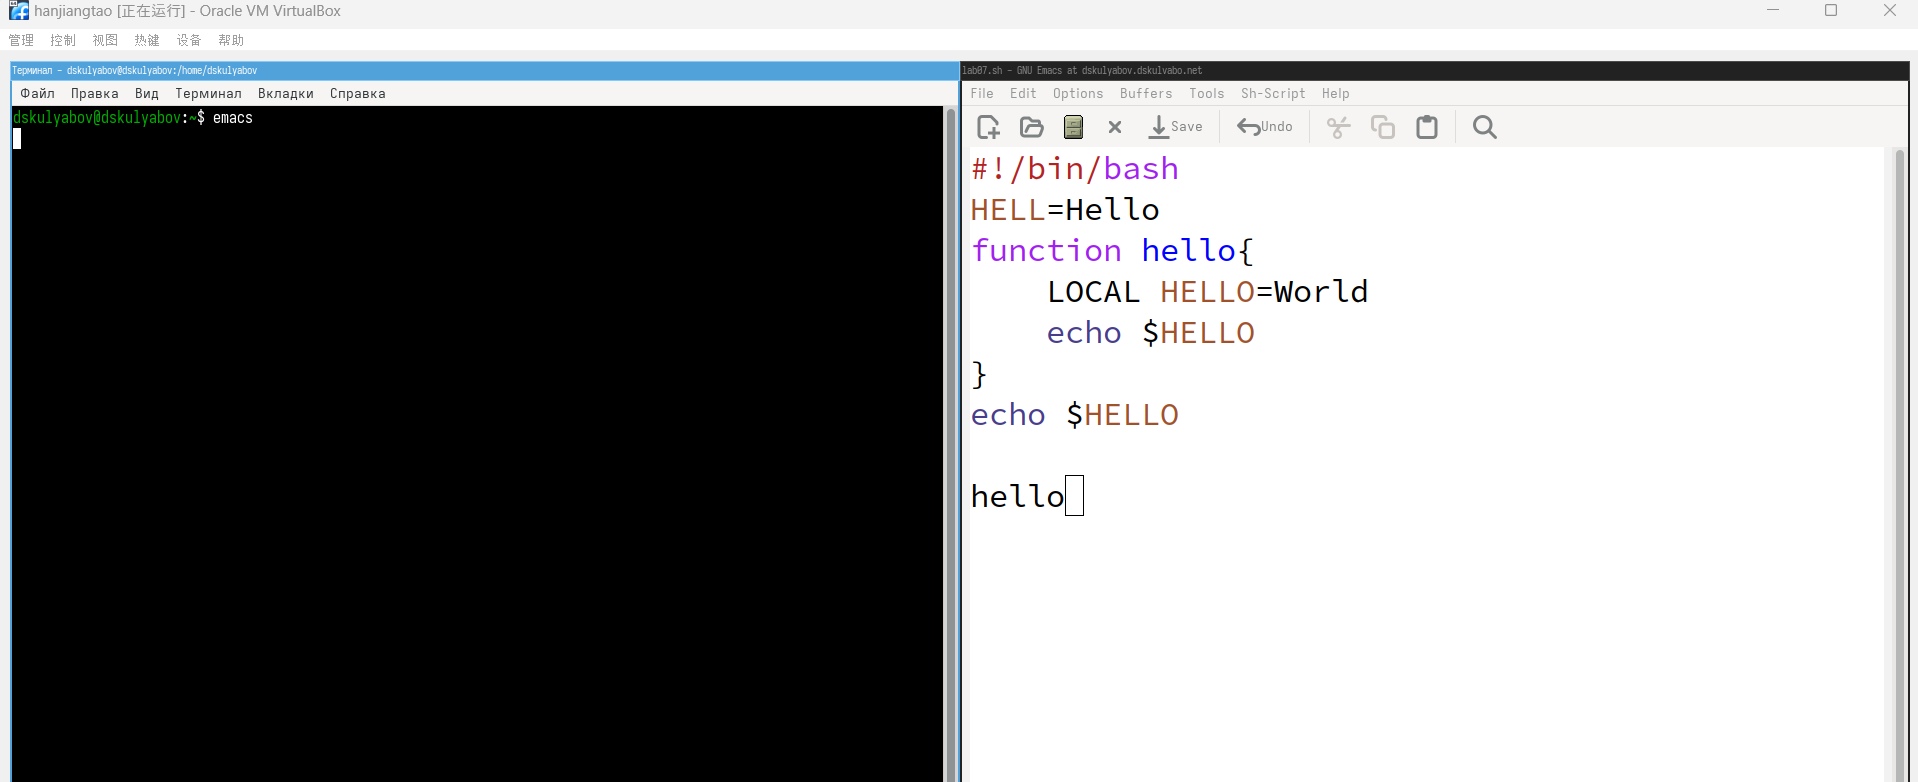 hanjiangtao [正在运行] - Oracle VM VirtualBox
管理 控制 视图 热键 设备 帮助
Терминал - dskulyabov@dskulyabov:/home/dskulyabov
Файл Правка Вид Терминал Вкладки Справка
dskulyabov@dskulyabov:~$ emacs
lab07.sh - GNU Emacs at dskulyabov.dskulvabo.net
File Edit Options Buffers Tools Sh-Script Help
Save Undo
#!/bin/bash
HELL=Hello
function hello{
LOCAL HELLO=World
echo $HELLO
}
echo $HELLO
hello